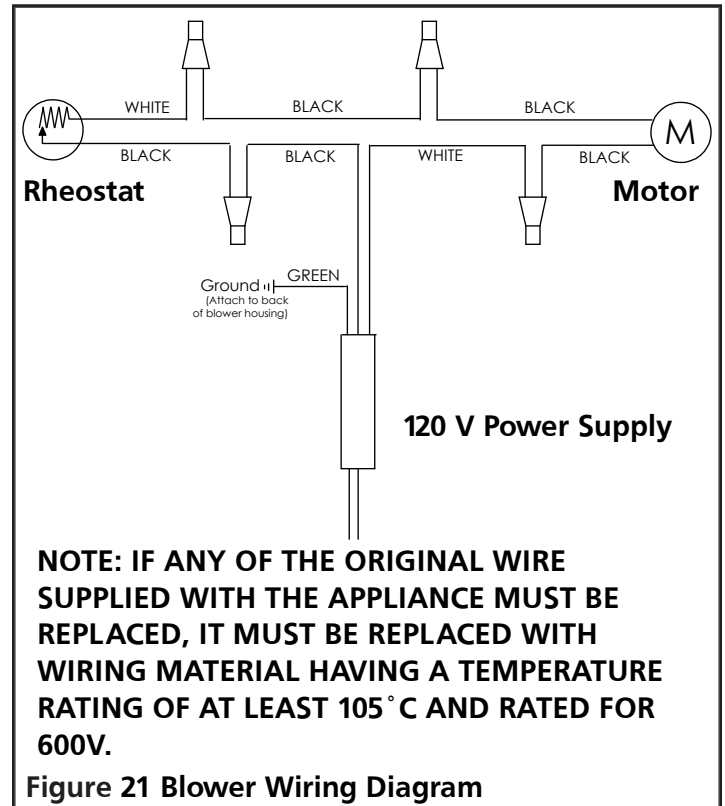 WHITE BLACK BLACK
BLACK BLACK WHITE BLACK
M
Rheostat Motor
Ground GREEN
(Attach to back
of blower housing)
120 V Power Supply
NOTE: IF ANY OF THE ORIGINAL WIRE
SUPPLIED WITH THE APPLIANCE MUST BE
REPLACED, IT MUST BE REPLACED WITH
WIRING MATERIAL HAVING A TEMPERATURE
RATING OF AT LEAST 105°C AND RATED FOR
600V.
Figure 21 Blower Wiring Diagram